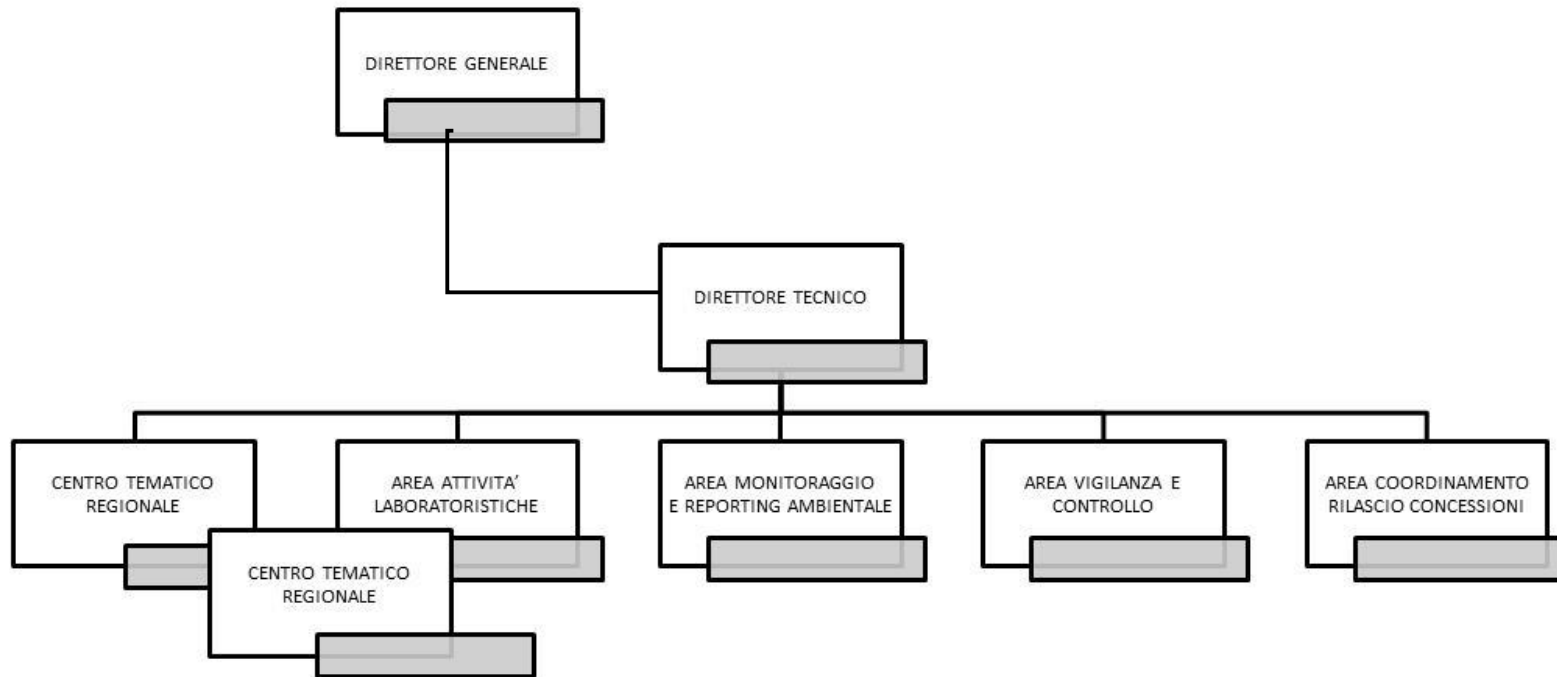 DIRETTORE GENERALE
DIRETTORE TECNICO
CENTRO TEMATICO
REGIONALE
AREA ATTIVITA’
LABORATORISTICHE
AREA MONITORAGGIO
E REPORTING AMBIENTALE
AREA VIGILANZA E
CONTROLLO
AREA COORDINAMENTO
RILASCIO CONCESSIONI
CENTRO TEMATICO
REGIONALE